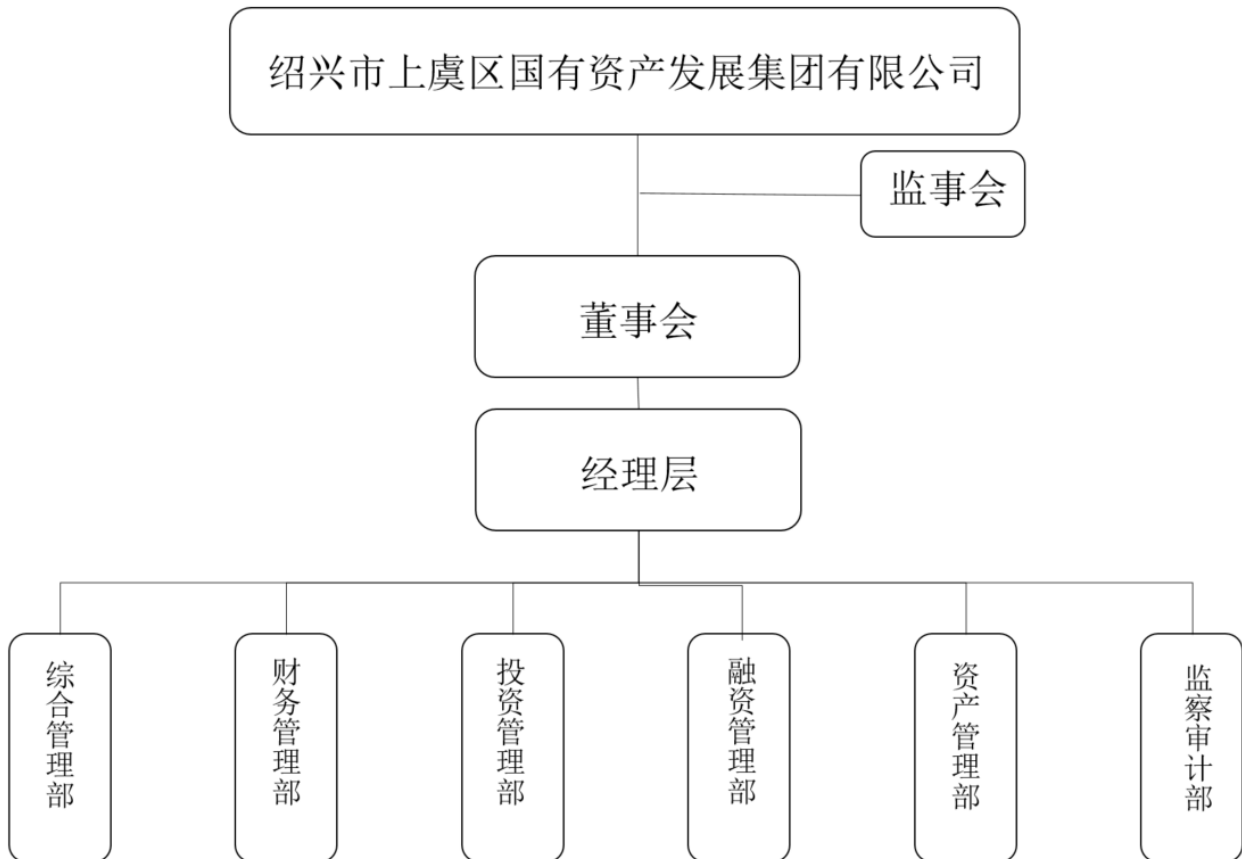 绍兴市上虞区国有资产发展集团有限公司
监事会
董事会
经理层
综合管理部
财务管理部
投资管理部
融资管理部
资产管理部
监察审计部